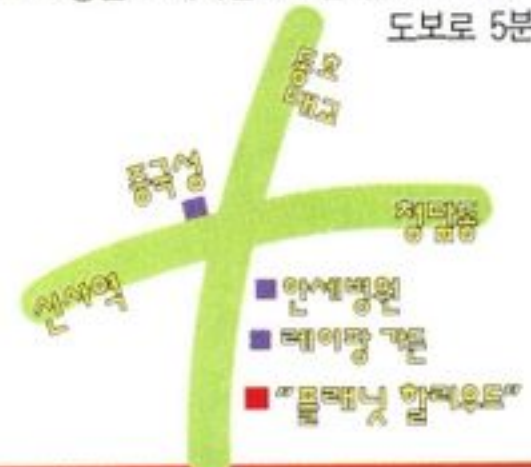 도보로 5분
동호
대교
중국성
청담동
신사역
안세병원
레이팡 가든
"플래닛 할리우드"